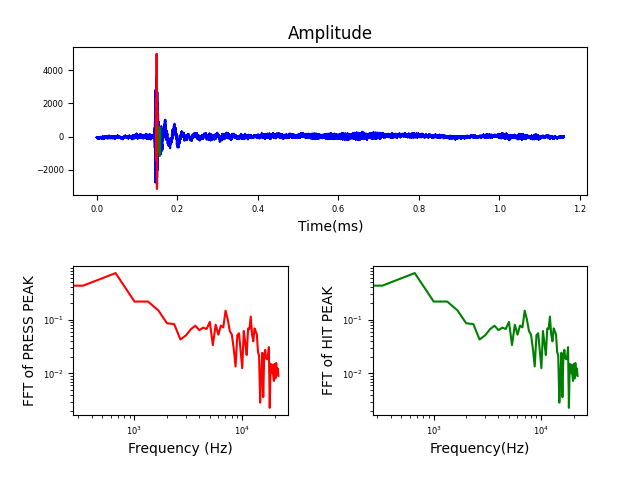 Amplitude
4000
2000
0
−2000
0.0 0.2 0.4 0.6 0.8 1.0 1.2
Time(ms)
FFT of PRESS PEAK
10⁻¹
10⁻²
10³ 10⁴
Frequency (Hz)
FFT of HIT PEAK
10⁻¹
10⁻²
10³ 10⁴
Frequency(Hz)